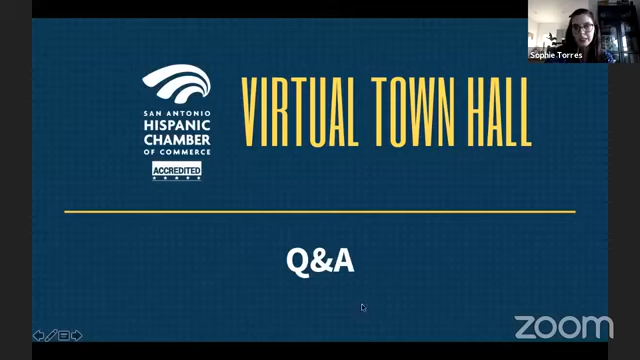 Sophie Torres
SAN ANTONIO
HISPANIC
CHAMBER
OF COMMERCE
ACCREDITED
VIRTUAL TOWN HALL
Q&A
zoom